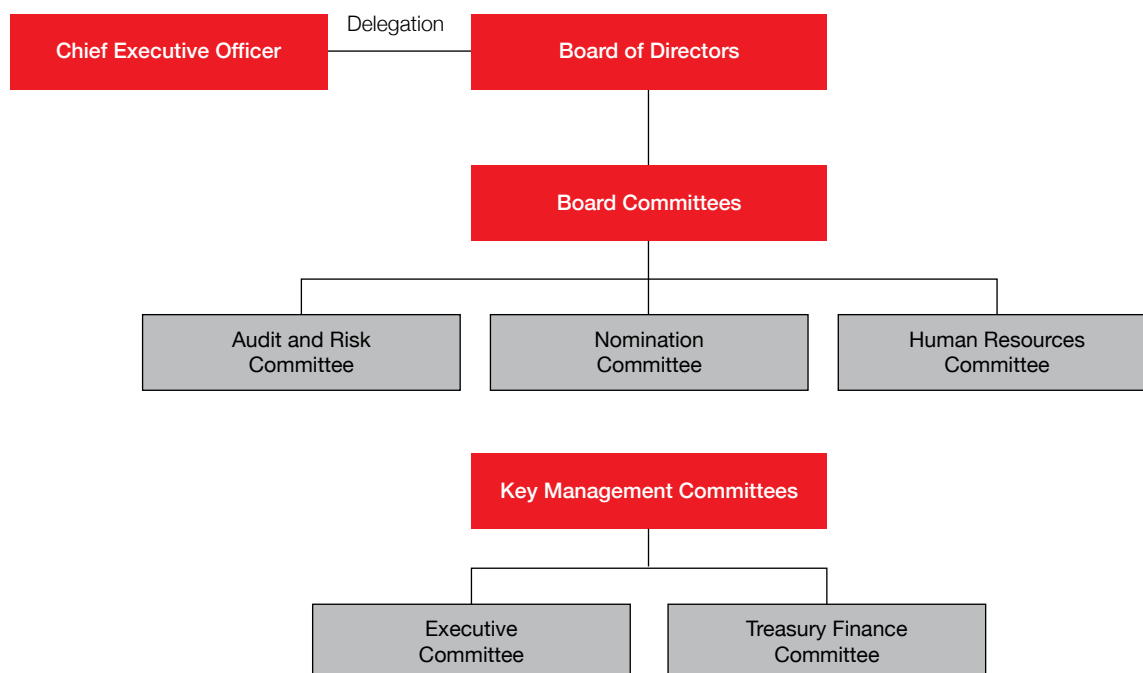 Delegation
Chief Executive Officer
Board of Directors
Board Committees
Audit and Risk
Committee
Nomination
Committee
Human Resources
Committee
Key Management Committees
Executive
Committee
Treasury Finance
Committee